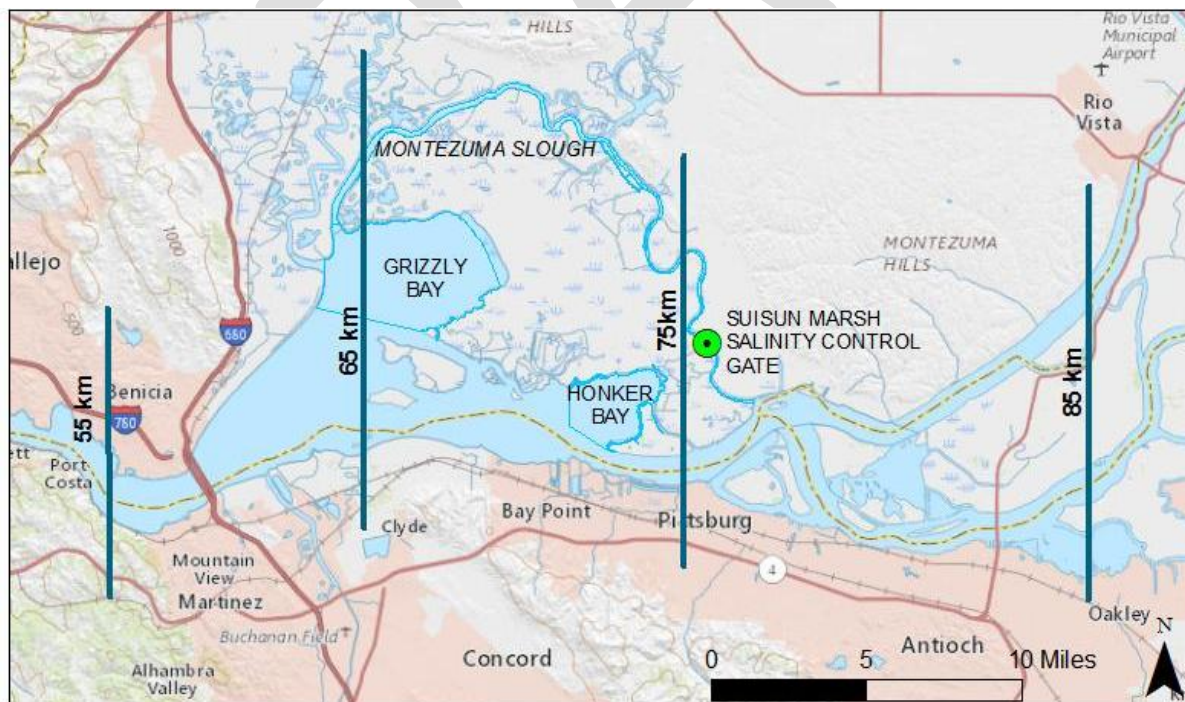 HILLS
Rio Vista
Municipal
Airport
Rio
Vista
MONTEZUMA SLOUGH
1000
GRIZZLY
BAY
MONTEZUMA
HILLS
allejo
500
680
65 km
75km
SUISUN MARSH
SALINITY CONTROL
GATE
Benicia
780
55 km
HONKER
BAY
85 km
ett
Port
Costa
Clyde
Bay Point
Pittsburg
4
Mountain
View
Martinez
Buchanan Field
Oakley
N
Alhambra
Valley
Concord
Antioch
0 5 10 Miles